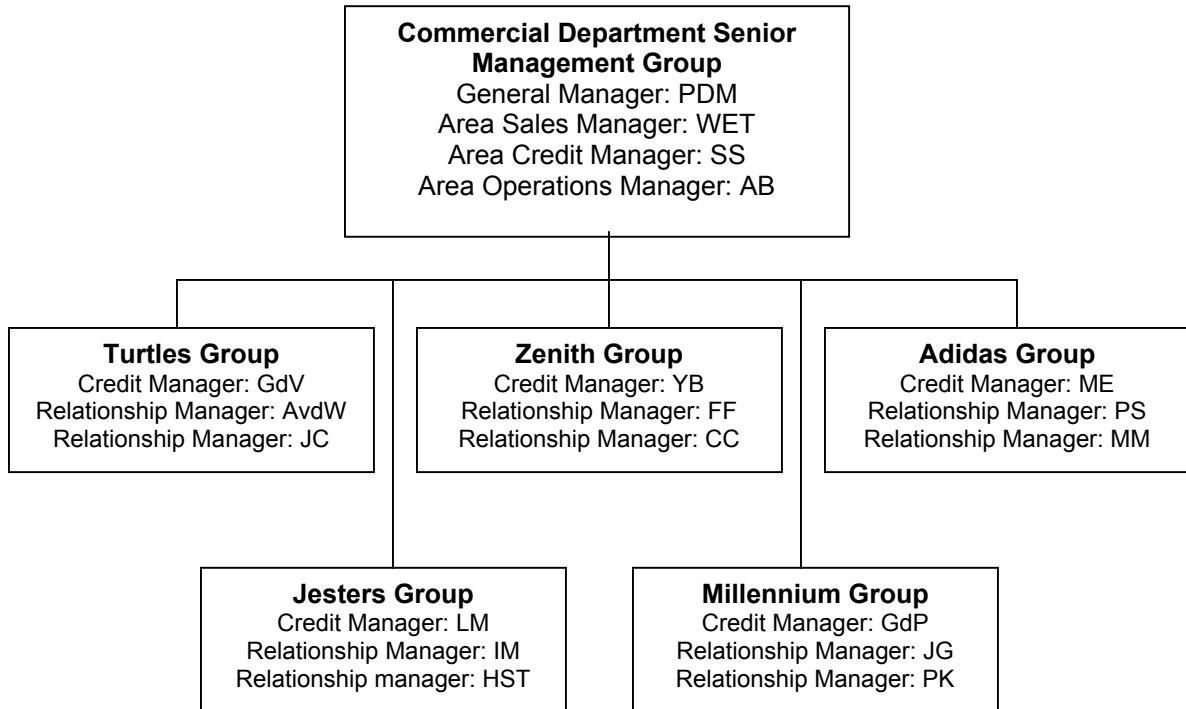 Commercial Department Senior
Management Group
General Manager: PDM
Area Sales Manager: WET
Area Credit Manager: SS
Area Operations Manager: AB
Turtles Group
Credit Manager: GdV
Relationship Manager: AvdW
Relationship Manager: JC
Zenith Group
Credit Manager: YB
Relationship Manager: FF
Relationship Manager: CC
Adidas Group
Credit Manager: ME
Relationship Manager: PS
Relationship Manager: MM
Jesters Group
Credit Manager: LM
Relationship Manager: IM
Relationship manager: HST
Millennium Group
Credit Manager: GdP
Relationship Manager: JG
Relationship Manager: PK